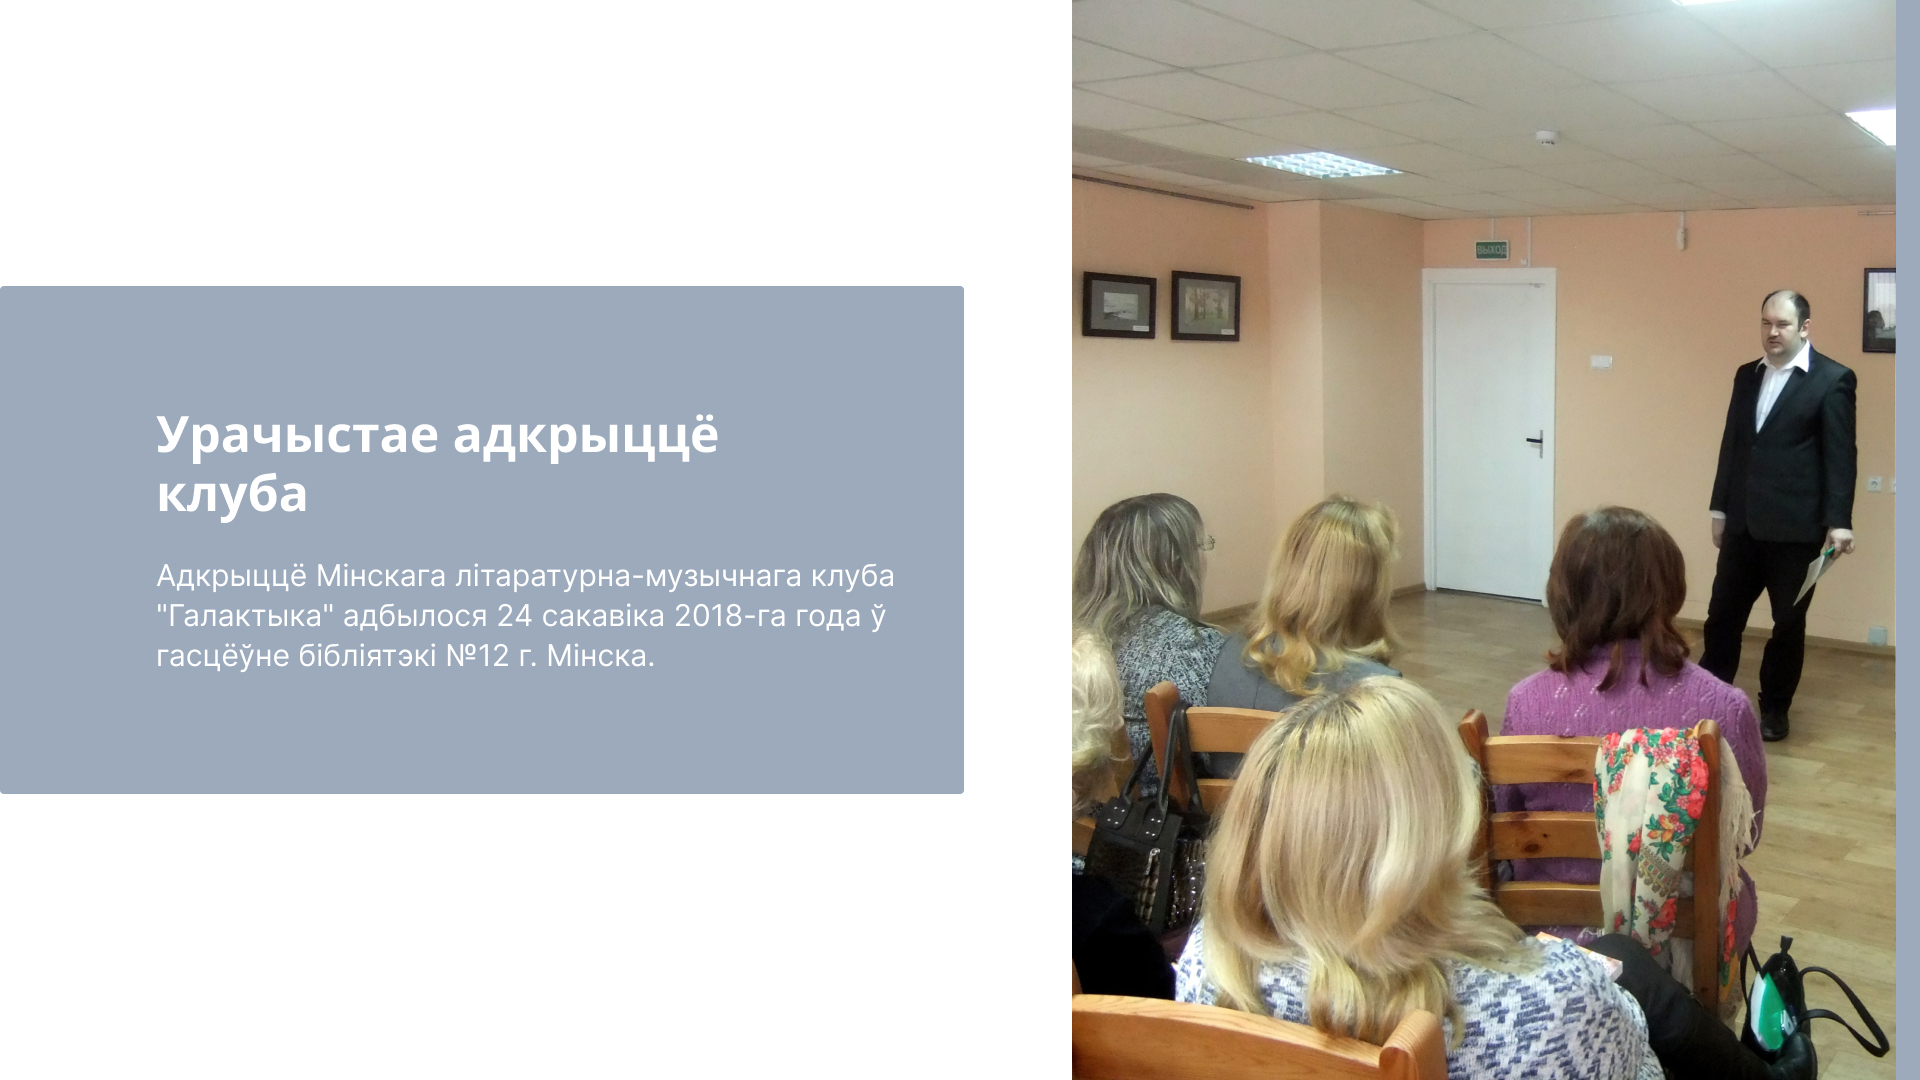 Урачыстае адкрыццё
клуба
Адкрыццё Мінскага літаратурна-музычнага клуба
"Галактыка" адбылося 24 сакавіка 2018-га года ў
гасцёўне бібліятэкі №12 г. Мінска.
ВЫХОД